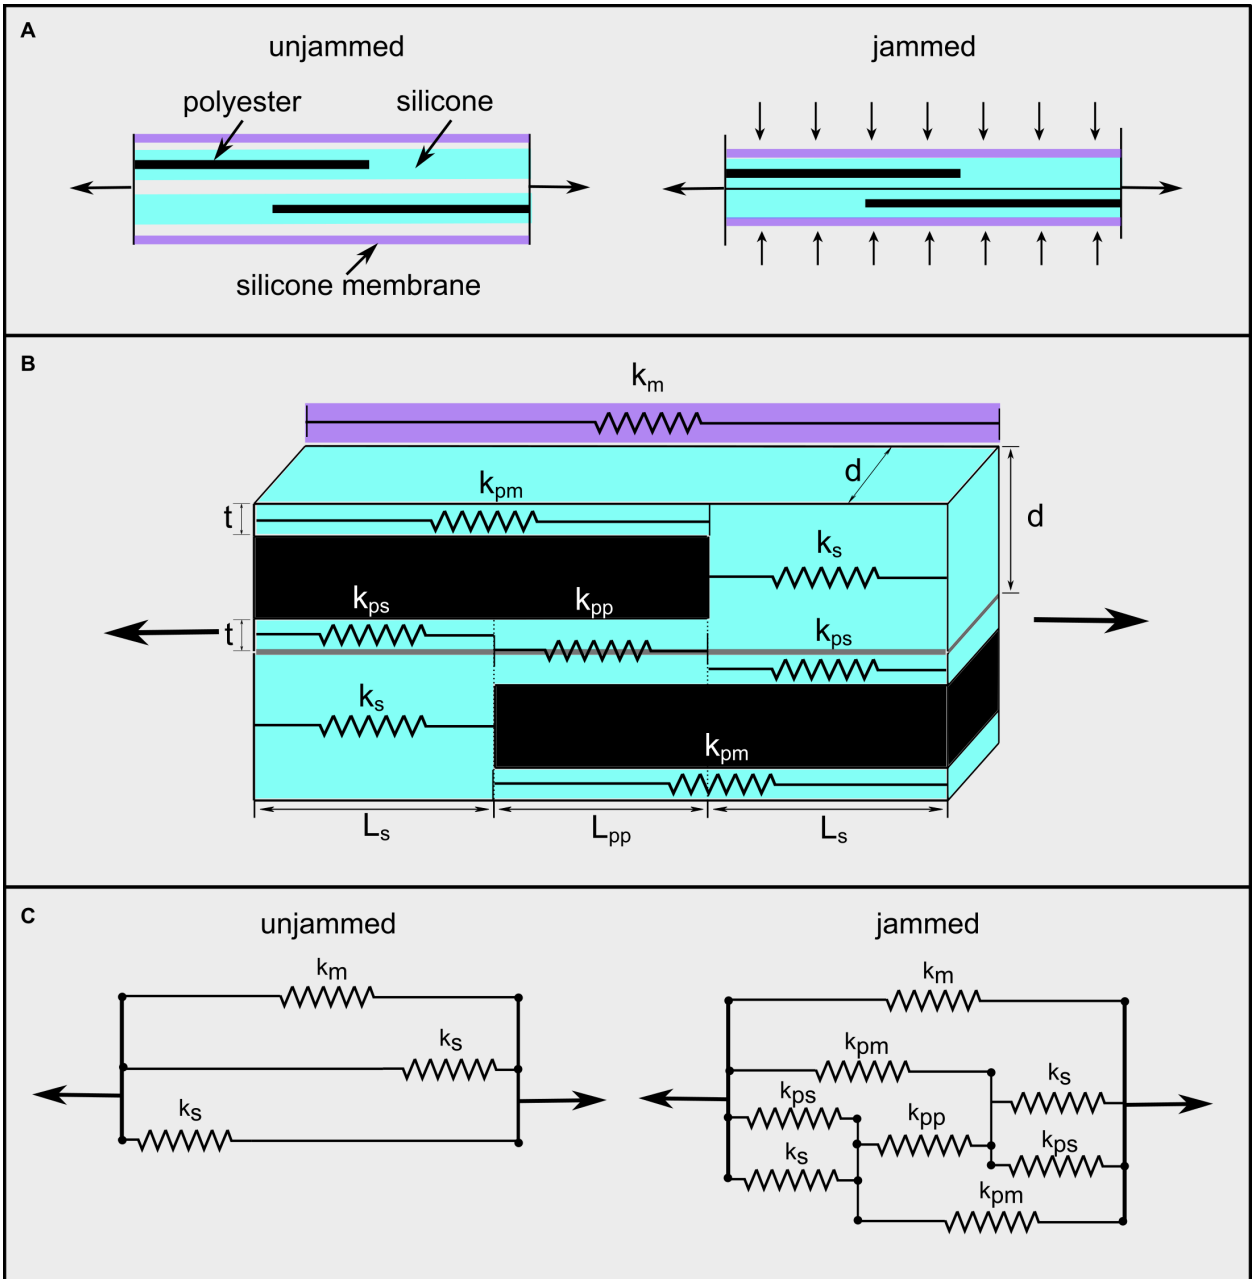 A
unjammed
jammed
polyester
silicone
silicone membrane
B
km
d
kpm
t
d
ks
kps
kpp
t
kps
ks
kpm
Ls
Lpp
Ls
C
unjammed
jammed
km
ks
ks
km
kpm
ks
kps
kpp
kps
ks
kpm